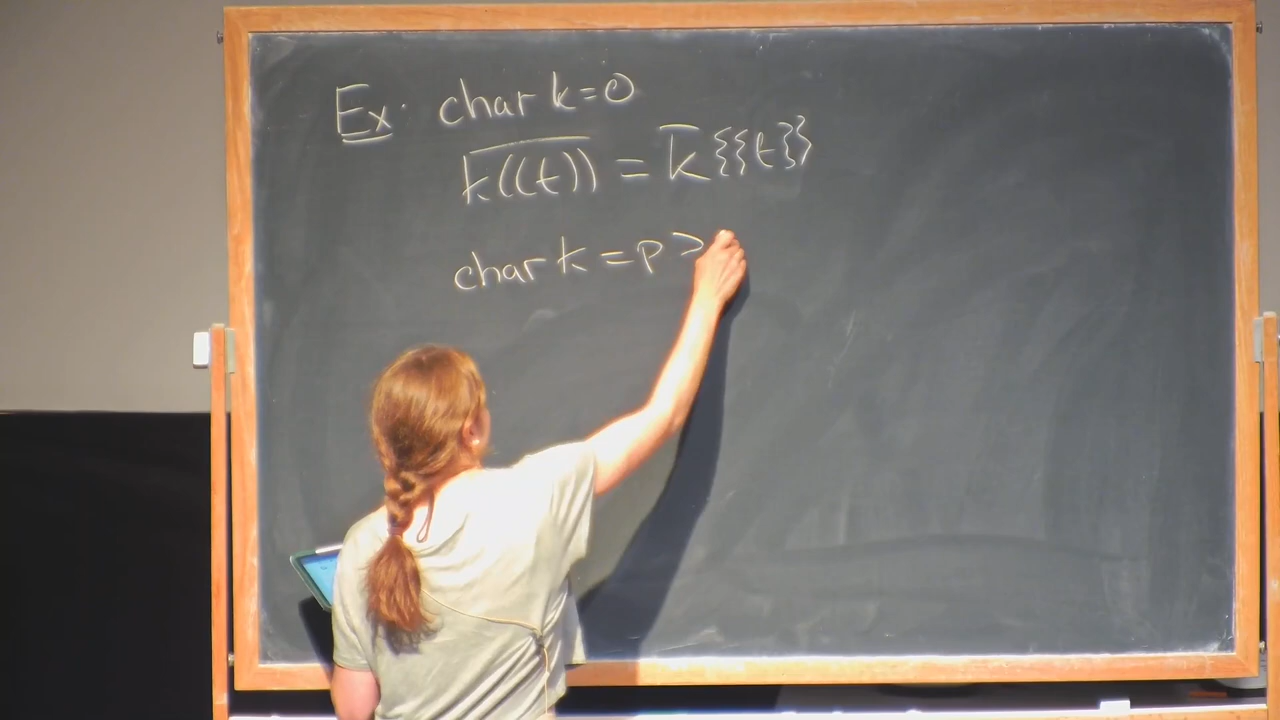 Ex. char k=0
\overline{k((t))} = \overline{k}{{t}}
char k = p >